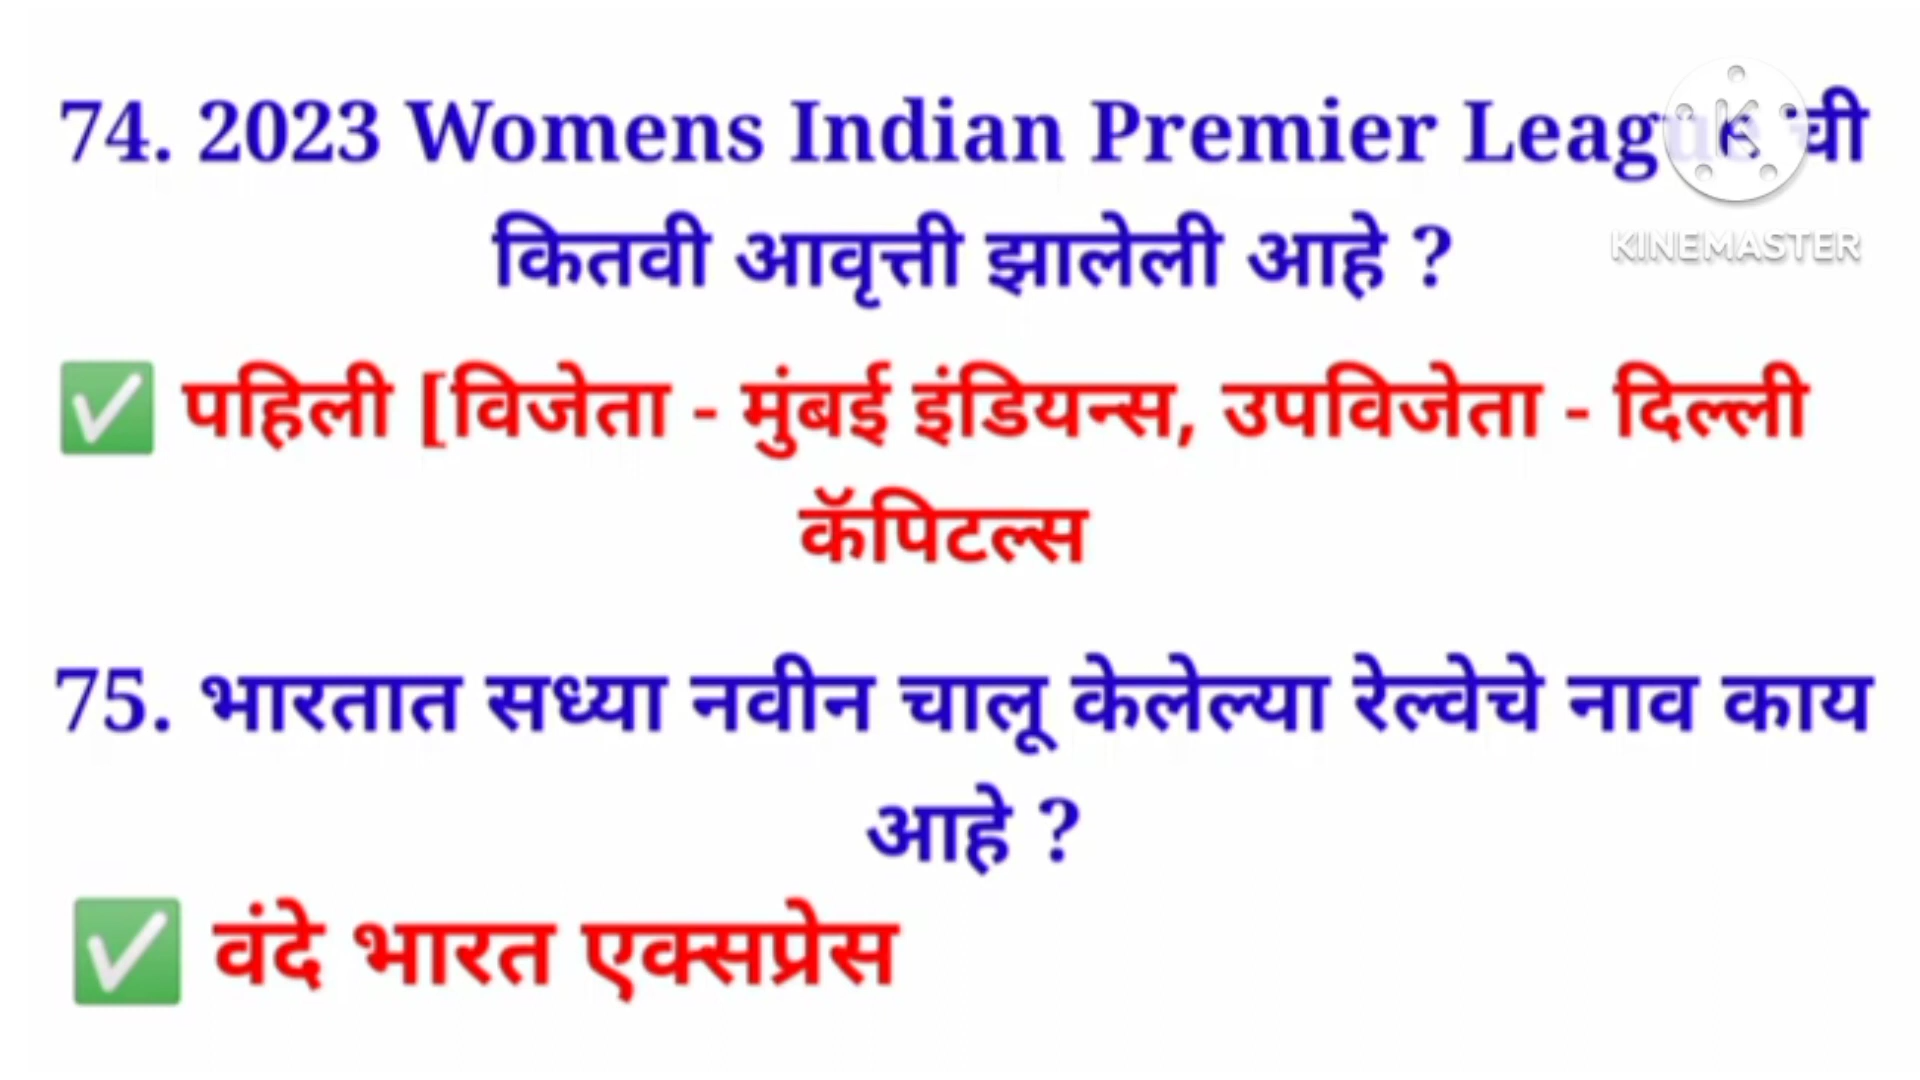 74. 2023 Womens Indian Premier League ची
कितवी आवृत्ती झालेली आहे ?
✅ पहिली [विजेता - मुंबई इंडियन्स, उपविजेता - दिल्ली
कॅपिटल्स
75. भारतात सध्या नवीन चालू केलेल्या रेल्वेचे नाव काय
आहे ?
✅ वंदे भारत एक्सप्रेस
KINEMASTER